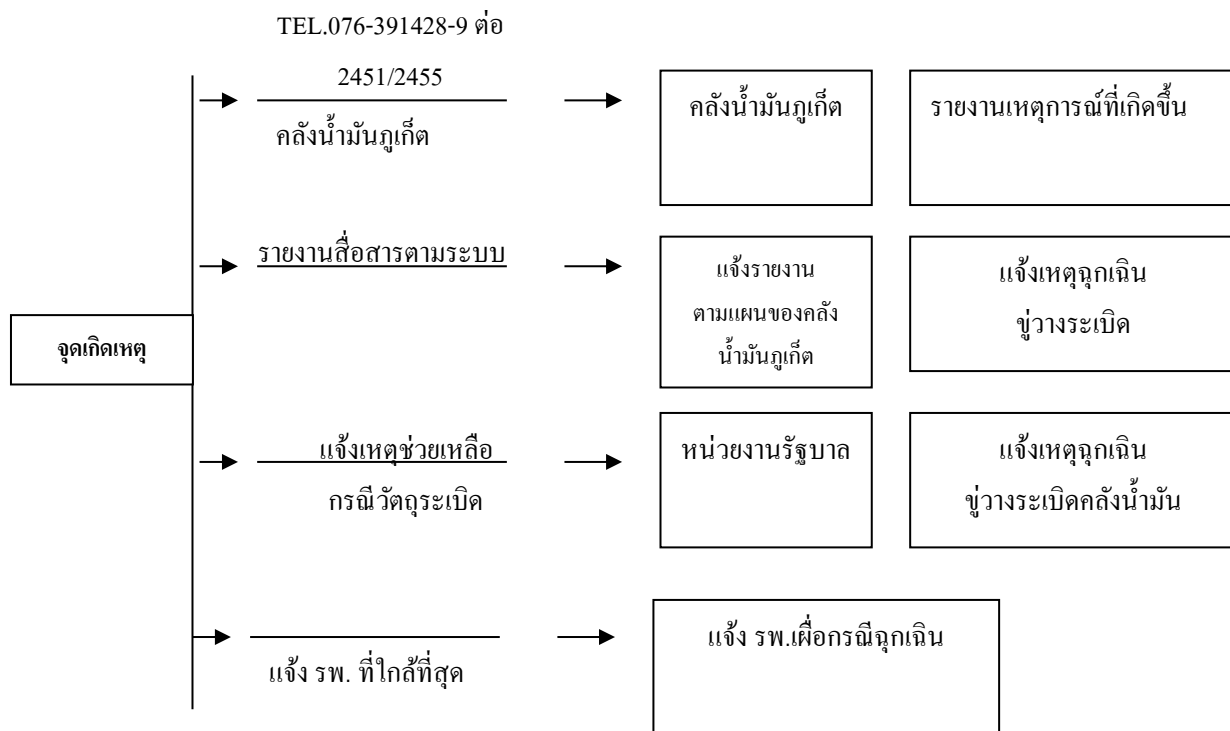 TEL.076-391428-9 ต่อ
2451/2455
คลังน้ำมันภูเก็ต
คลังน้ำมันภูเก็ต
รายงานเหตุการณ์ที่เกิดขึ้น
รายงานสื่อสารตามระบบ
แจ้งรายงาน
ตามแผนของคลัง
น้ำมันภูเก็ต
แจ้งเหตุฉุกเฉิน
ขู่วางระเบิด
จุดเกิดเหตุ
แจ้งเหตุช่วยเหลือ
กรณีวัตถุระเบิด
หน่วยงานรัฐบาล
แจ้งเหตุฉุกเฉิน
ขู่วางระเบิดคลังน้ำมัน
แจ้ง รพ. ที่ใกล้ที่สุด
แจ้ง รพ.เผื่อกรณีฉุกเฉิน